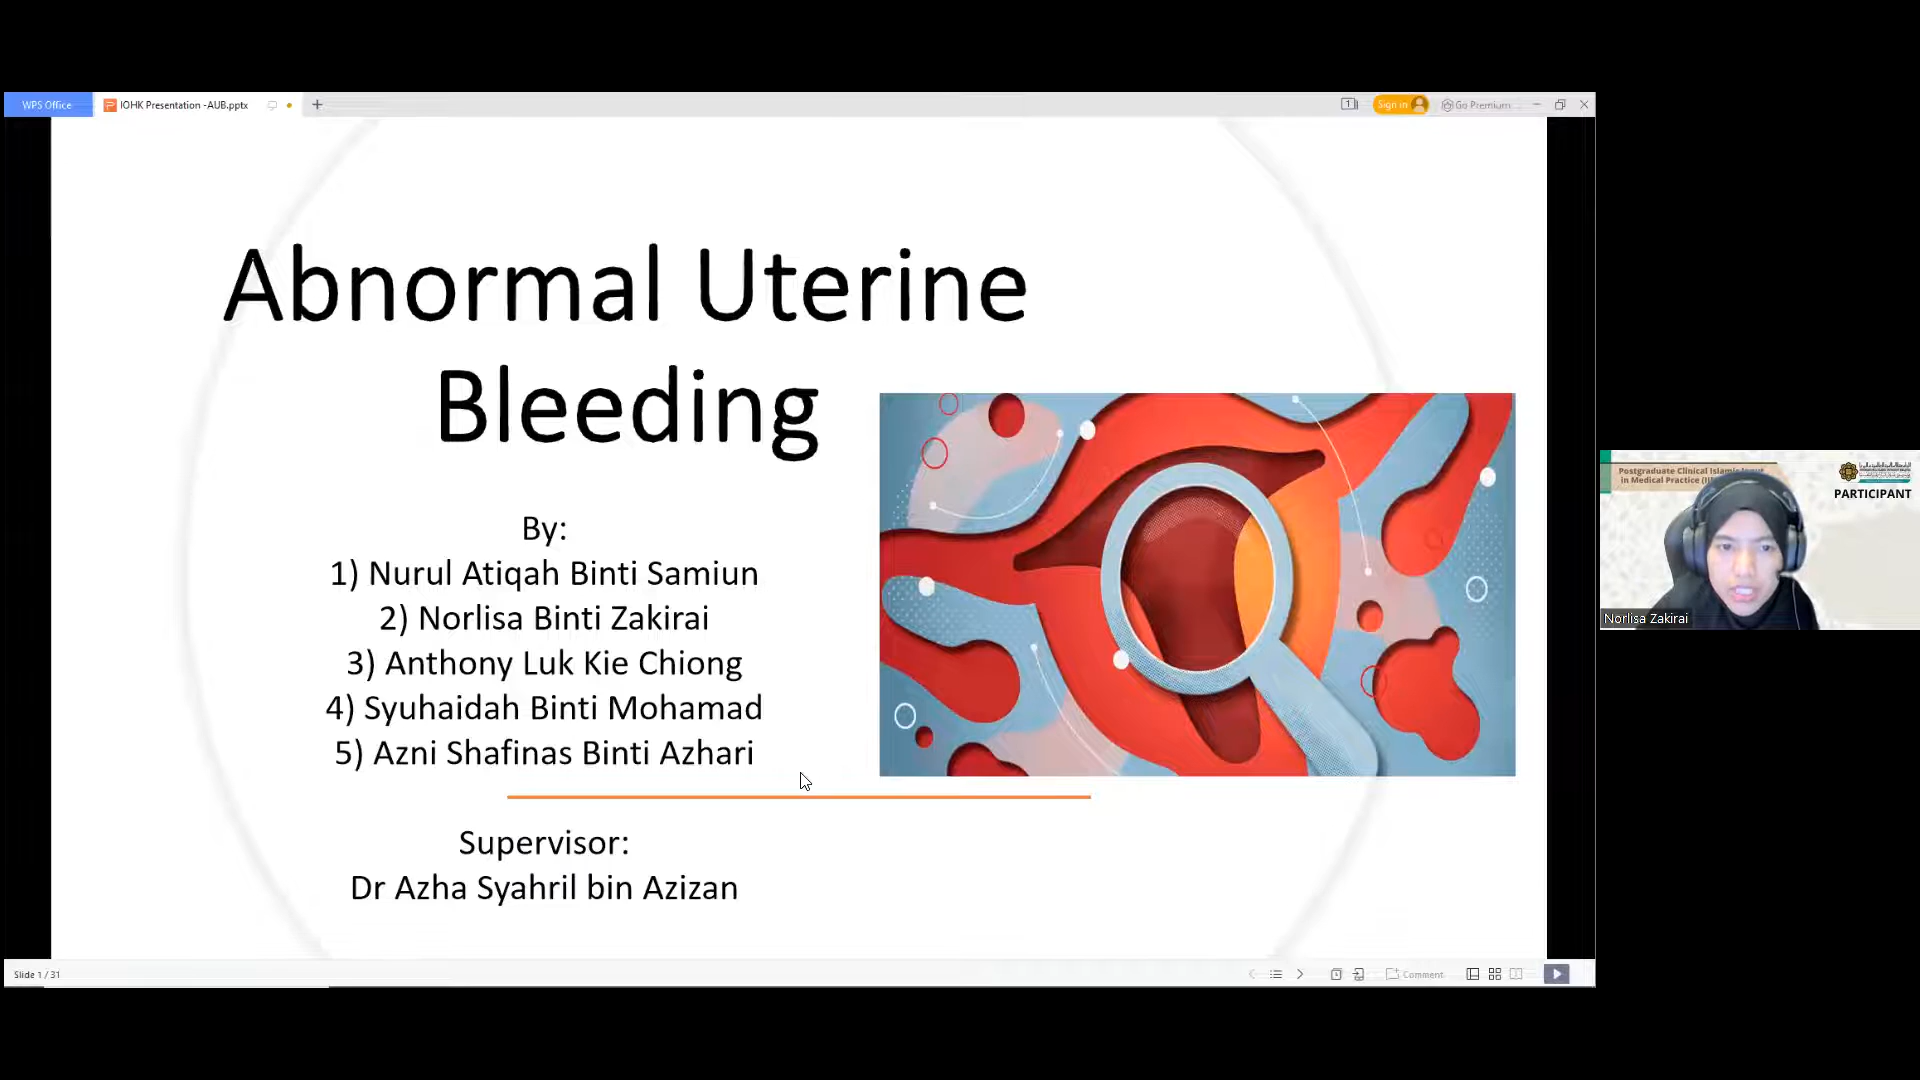 WPS Office
IOHK Presentation -AUB.pptx
+
1
Sign in
Go Premium
Abnormal Uterine
Bleeding
By:
1) Nurul Atiqah Binti Samiun
2) Norlisa Binti Zakirai
3) Anthony Luk Kie Chiong
4) Syuhaidah Binti Mohamad
5) Azni Shafinas Binti Azhari
Supervisor:
Dr Azha Syahril bin Azizan
Postgraduate Clinical Islamic Input
in Medical Practice
PARTICIPANT
Norlisa Zakirai
Slide 1 / 31
Comment